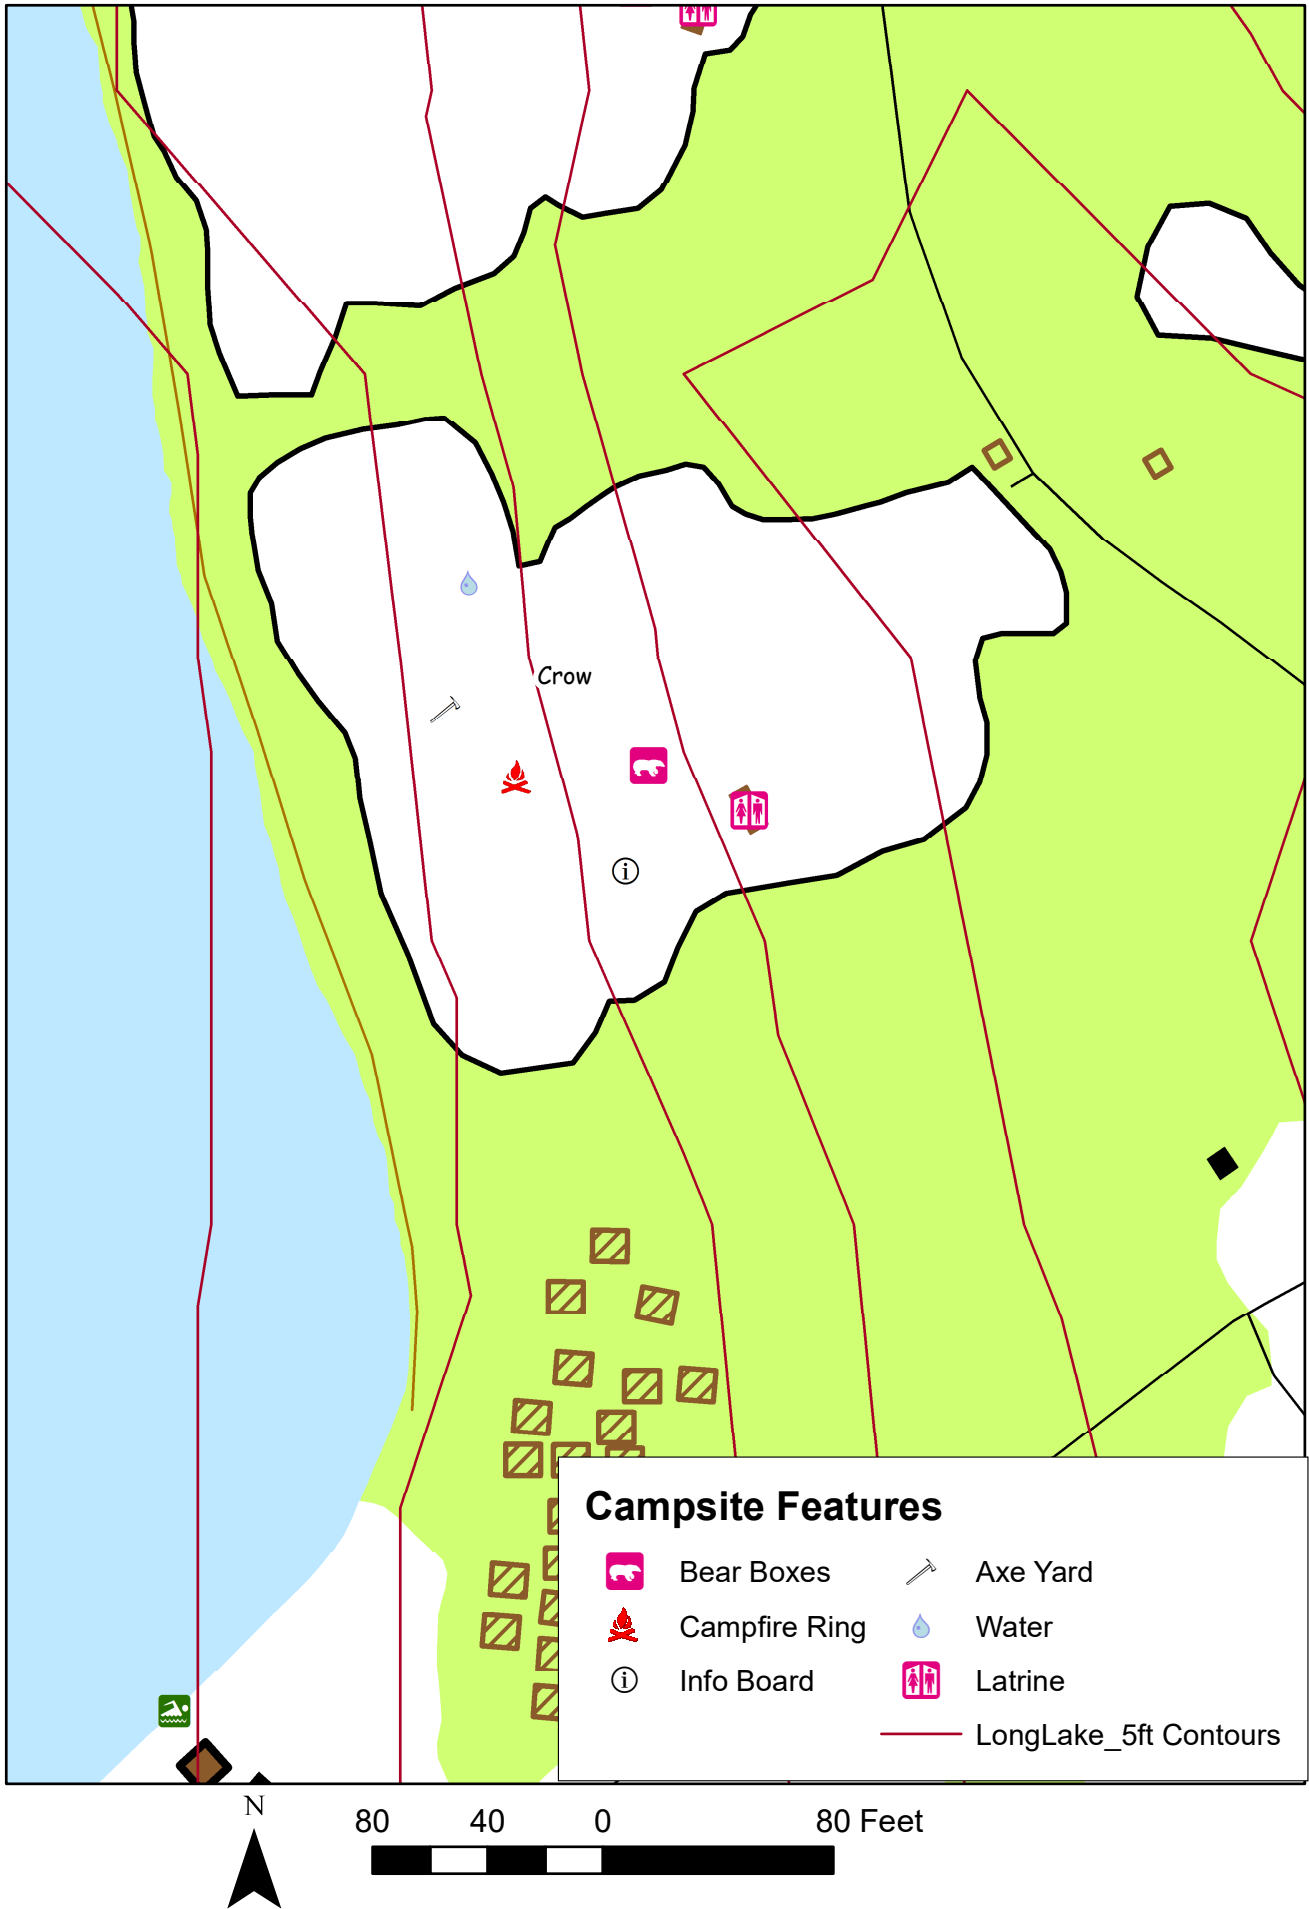 Crow
Campsite Features
Bear Boxes
Axe Yard
Campfire Ring
Water
Info Board
Latrine
LongLake_5ft Contours
N
80 40 0 80 Feet